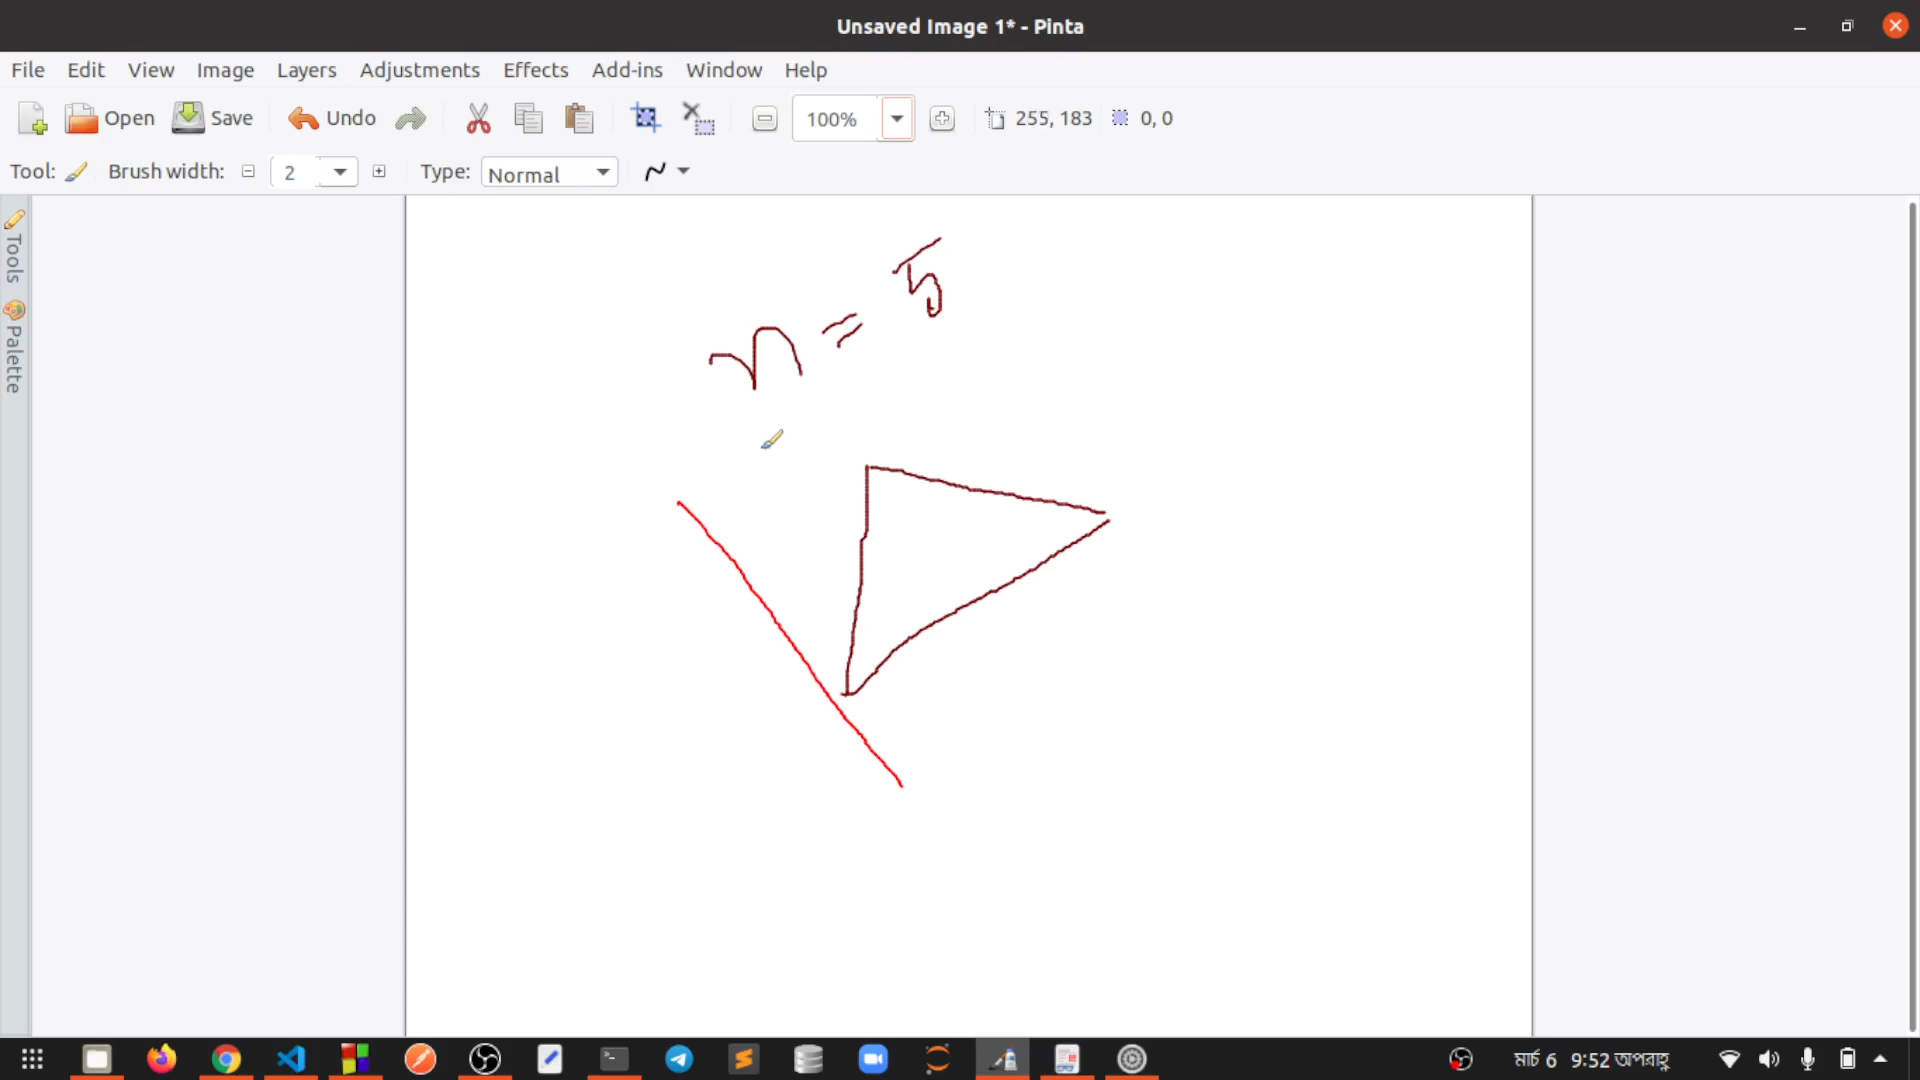 Unsaved Image 1* - Pinta
File Edit View Image Layers Adjustments Effects Add-ins Window Help
Open Save Undo 100% 255, 183 0, 0
Tool: Brush width: 2 Type: Normal
Tools
Palette
n = 5
মার্চ 6 9:52 অপরাহ্ণ